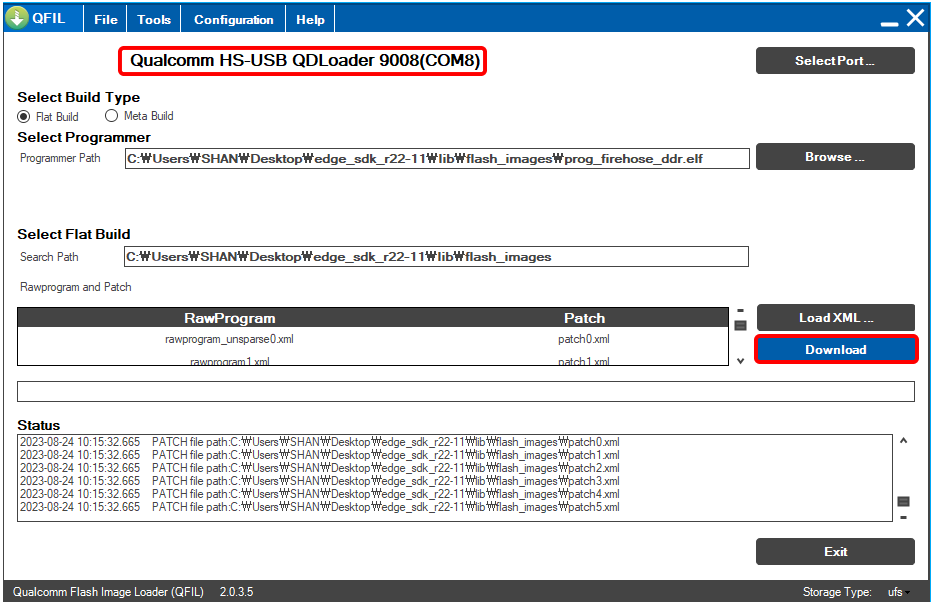 QFIL File Tools Configuration Help
Qualcomm HS-USB QDLoader 9008(COM8)
Select Port ...
Select Build Type
Flat Build Meta Build
Select Programmer
Programmer Path C:₩Users₩SHAN₩Desktop₩edge_sdk_r22-11₩lib₩flash_images₩prog_firehose_ddr.elf Browse ...
Select Flat Build
Search Path C:₩Users₩SHAN₩Desktop₩edge_sdk_r22-11₩lib₩flash_images
Rawprogram and Patch
RawProgram Patch Load XML ...
rawprogram_unsparse0.xml patch0.xml
Download
rawprogram1.xml patch1.xml
Status
2023-08-24 10:15:32.665 PATCH file path:C:₩Users₩SHAN₩Desktop₩edge_sdk_r22-11₩lib₩flash_images₩patch0.xml
2023-08-24 10:15:32.665 PATCH file path:C:₩Users₩SHAN₩Desktop₩edge_sdk_r22-11₩lib₩flash_images₩patch1.xml
2023-08-24 10:15:32.665 PATCH file path:C:₩Users₩SHAN₩Desktop₩edge_sdk_r22-11₩lib₩flash_images₩patch2.xml
2023-08-24 10:15:32.665 PATCH file path:C:₩Users₩SHAN₩Desktop₩edge_sdk_r22-11₩lib₩flash_images₩patch3.xml
2023-08-24 10:15:32.665 PATCH file path:C:₩Users₩SHAN₩Desktop₩edge_sdk_r22-11₩lib₩flash_images₩patch4.xml
2023-08-24 10:15:32.665 PATCH file path:C:₩Users₩SHAN₩Desktop₩edge_sdk_r22-11₩lib₩flash_images₩patch5.xml
Exit
Qualcomm Flash Image Loader (QFIL) 2.0.3.5 Storage Type: ufs